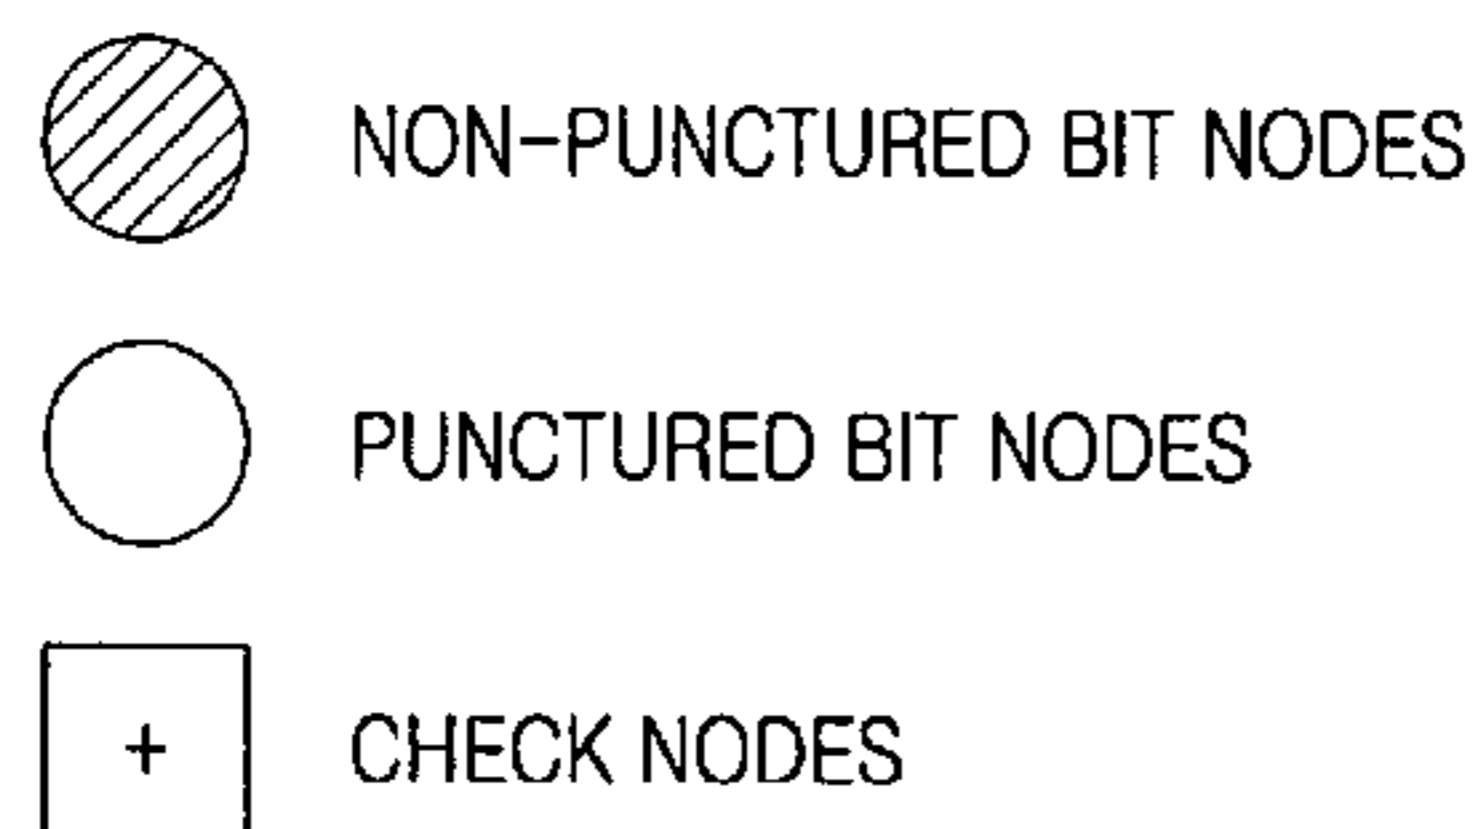 NON-PUNCTURED BIT NODES
PUNCTURED BIT NODES
+ CHECK NODES